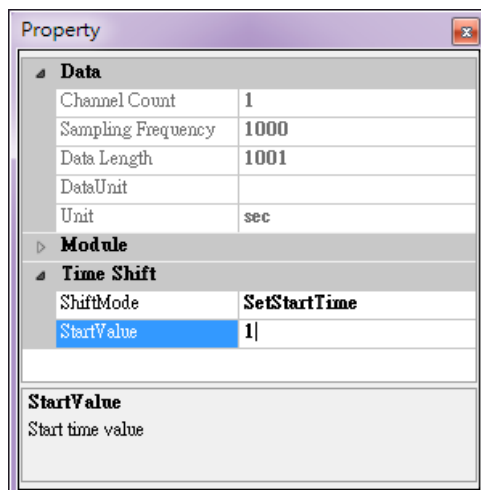 Property
Data
Channel Count 1
Sampling Frequency 1000
Data Length 1001
DataUnit
Unit sec
Module
Time Shift
ShiftMode SetStartTime
StartValue 1
StartValue
Start time value